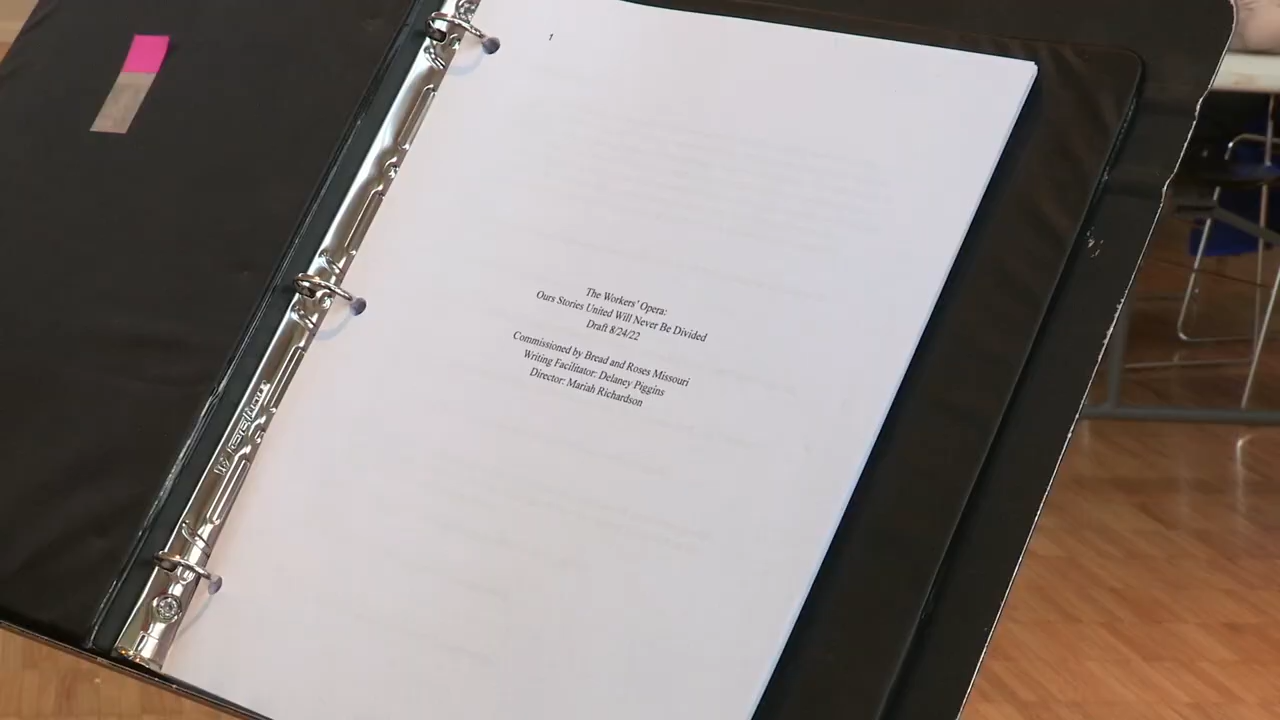 1
The Workers' Opera:
Ours Stories United Will Never Be Divided
Draft 8/24/22
Commissioned by Bread and Roses Missouri
Writing Facilitator: Delaney Piggins
Director: Mariah Richardson